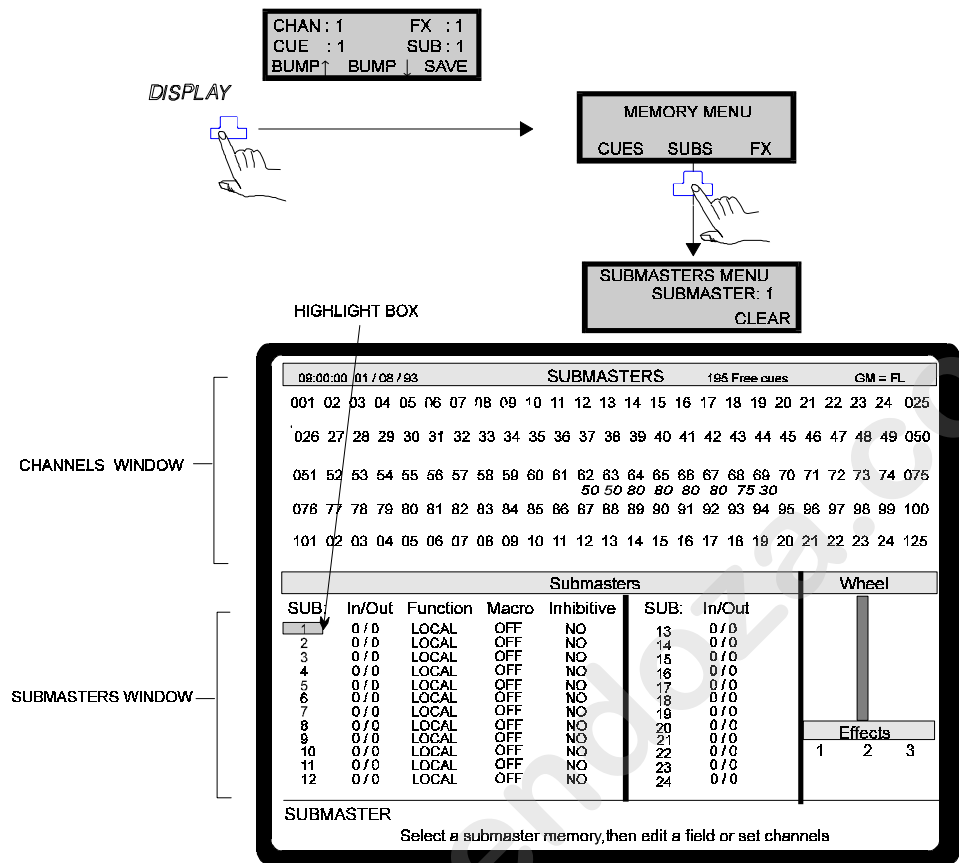 CHAN : 1 FX : 1
CUE : 1 SUB : 1
BUMP↑ BUMP ↓ SAVE
DISPLAY
MEMORY MENU
CUES SUBS FX
SUBMASTERS MENU
SUBMASTER: 1
CLEAR
HIGHLIGHT BOX
09:00:00 01 / 08 / 93 SUBMASTERS 195 Free cues GM = FL
001 02 03 04 05 06 07 08 09 10 11 12 13 14 15 16 17 18 19 20 21 22 23 24 025
026 27 28 29 30 31 32 33 34 35 36 37 38 39 40 41 42 43 44 45 46 47 48 49 050
CHANNELS WINDOW
051 52 53 54 55 56 57 58 59 60 61 62 63 64 65 66 67 68 69 70 71 72 73 74 075
50 50 80 80 80 80 75 30
076 77 78 79 80 81 82 83 84 85 86 87 88 89 90 91 92 93 94 95 96 97 98 99 100
101 02 03 04 05 06 07 08 09 10 11 12 13 14 15 16 17 18 19 20 21 22 23 24 125
Submasters Wheel
SUB: In/Out Function Macro Inhibitive SUB: In/Out
1 0 / 0 LOCAL OFF NO 13 0 / 0
2 0 / 0 LOCAL OFF NO 14 0 / 0
3 0 / 0 LOCAL OFF NO 15 0 / 0
4 0 / 0 LOCAL OFF NO 16 0 / 0
5 0 / 0 LOCAL OFF NO 17 0 / 0
SUBMASTERS WINDOW
6 0 / 0 LOCAL OFF NO 18 0 / 0
7 0 / 0 LOCAL OFF NO 19 0 / 0
8 0 / 0 LOCAL OFF NO 20 0 / 0
Effects
9 0 / 0 LOCAL OFF NO 21 0 / 0
10 0 / 0 LOCAL OFF NO 22 0 / 0
1 2 3
11 0 / 0 LOCAL OFF NO 23 0 / 0
12 0 / 0 LOCAL OFF NO 24 0 / 0
SUBMASTER
Select a submaster memory,then edit a field or set channels